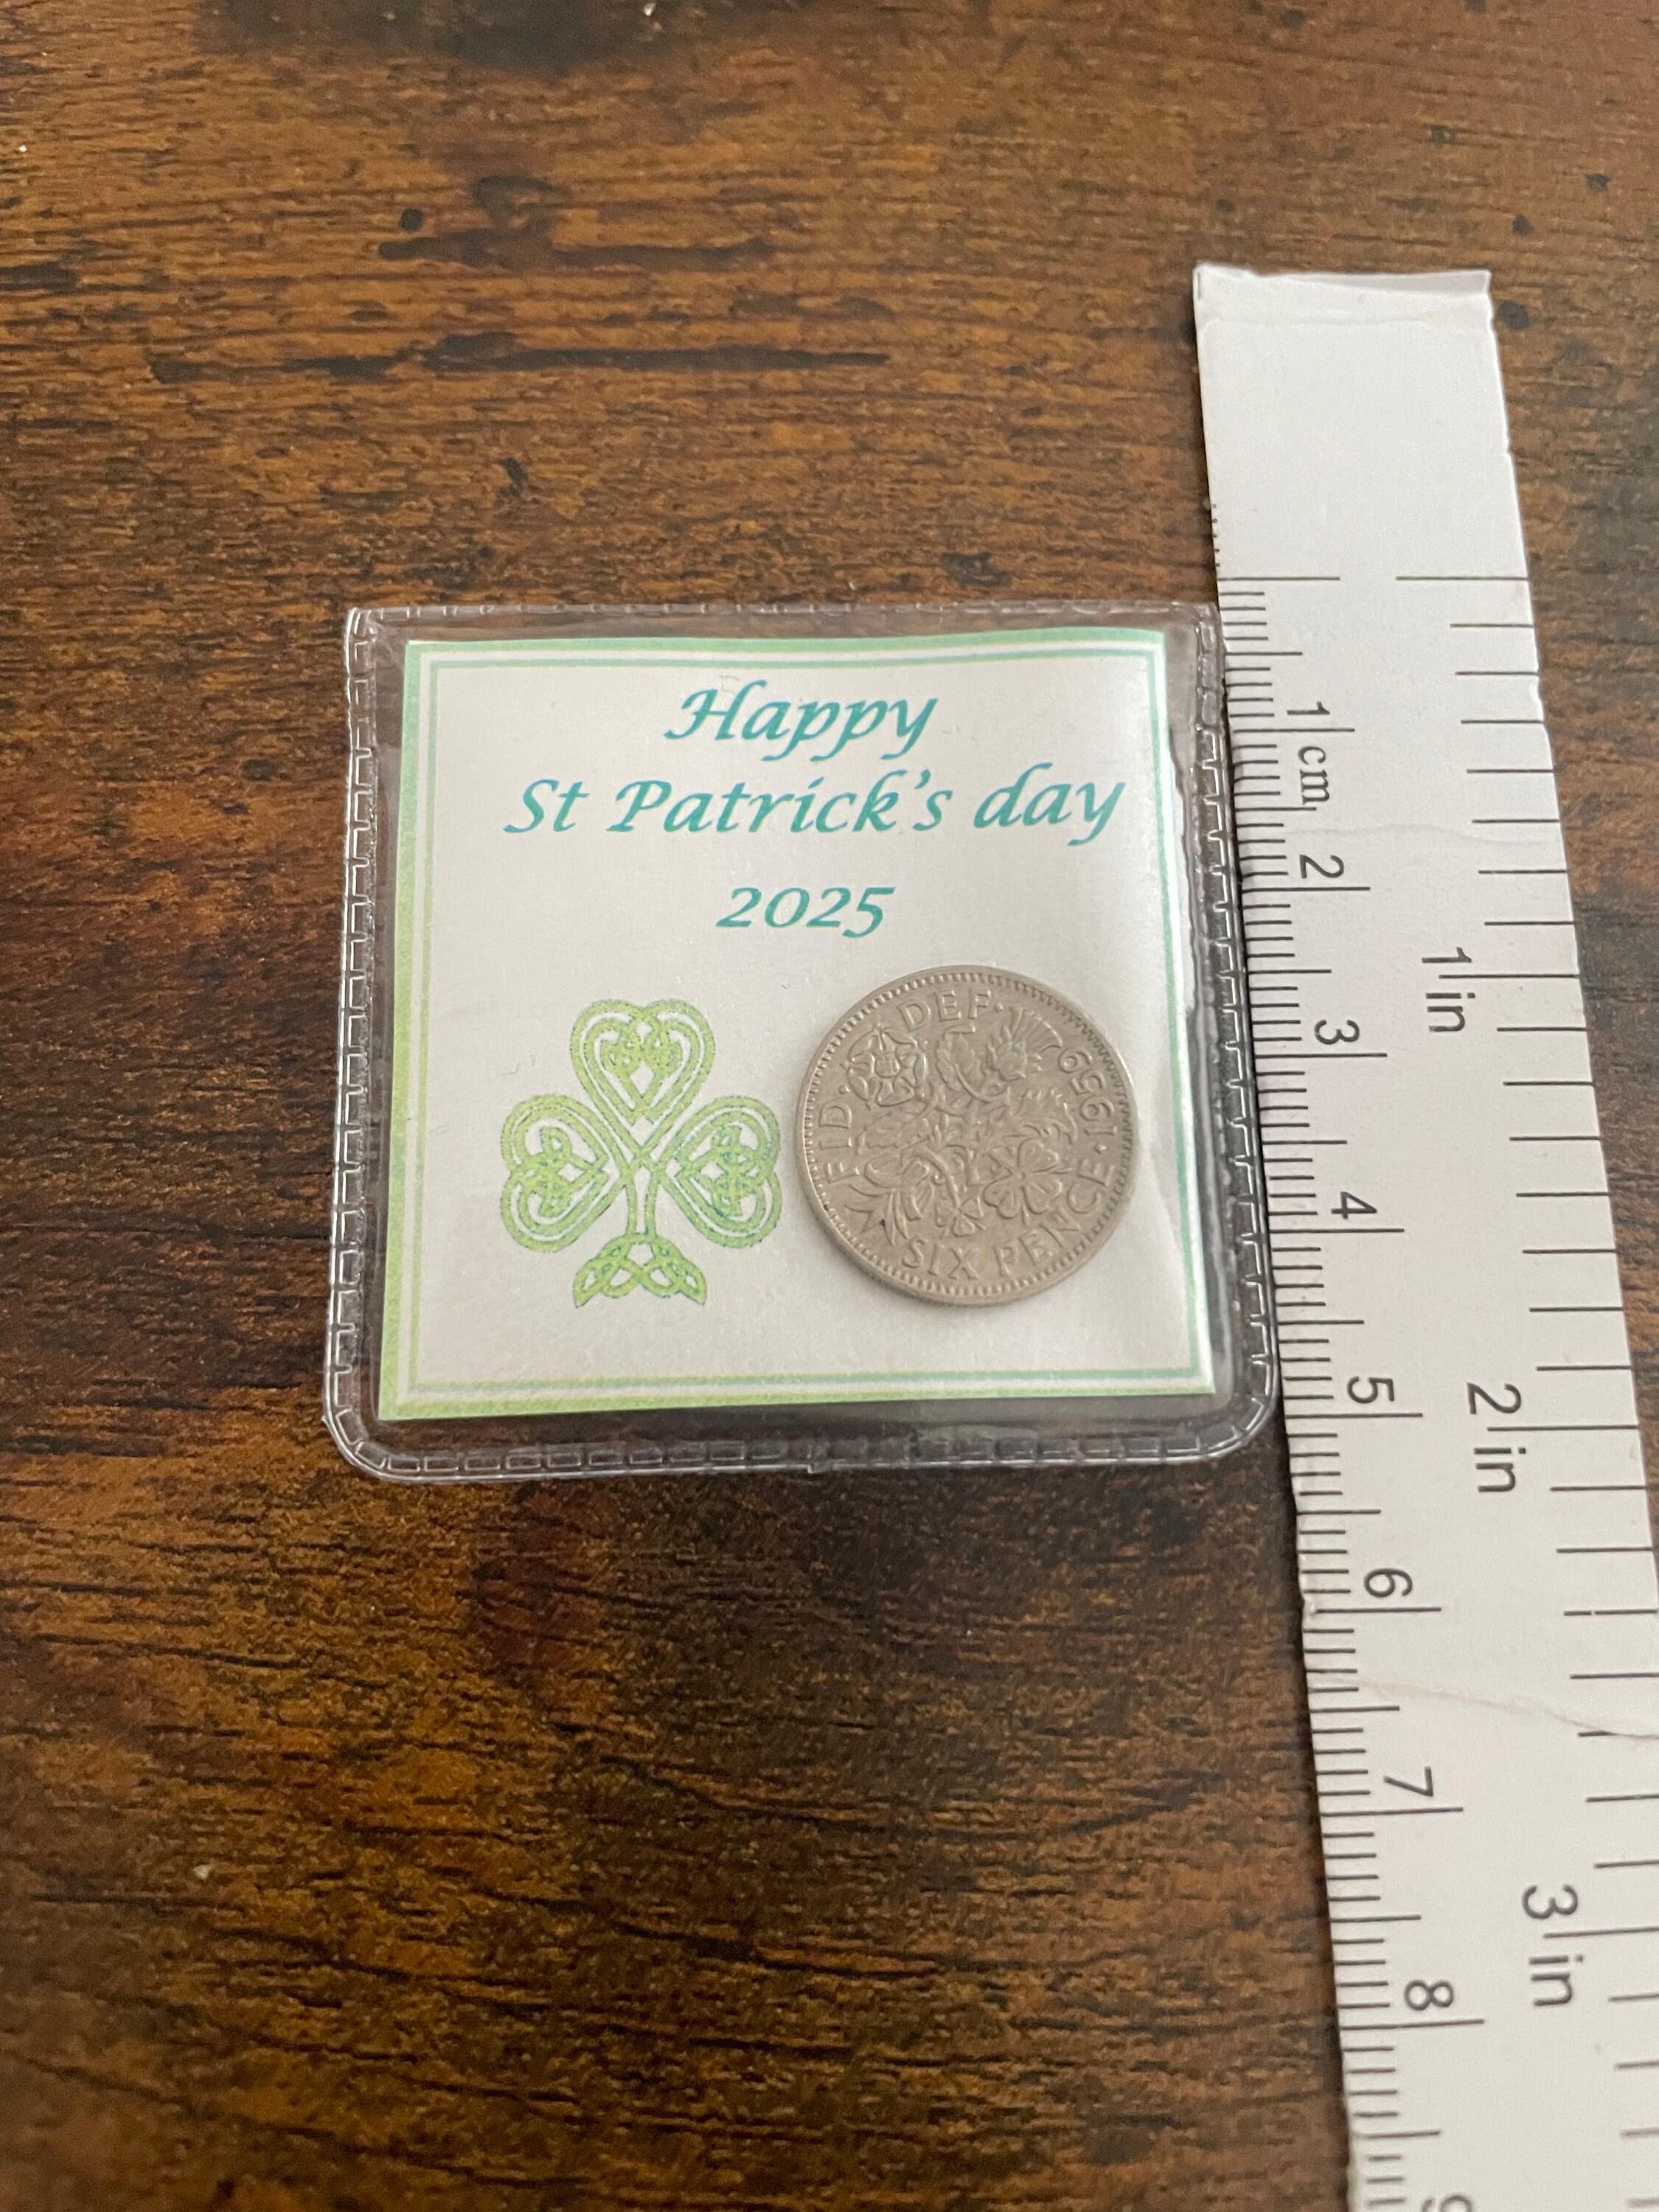 Happy
St Patrick's day
2025
FID · DEF · 1959 · SIX PENCE
1 cm
2
3
4
5
6
7
8
9
1 in
2 in
3 in